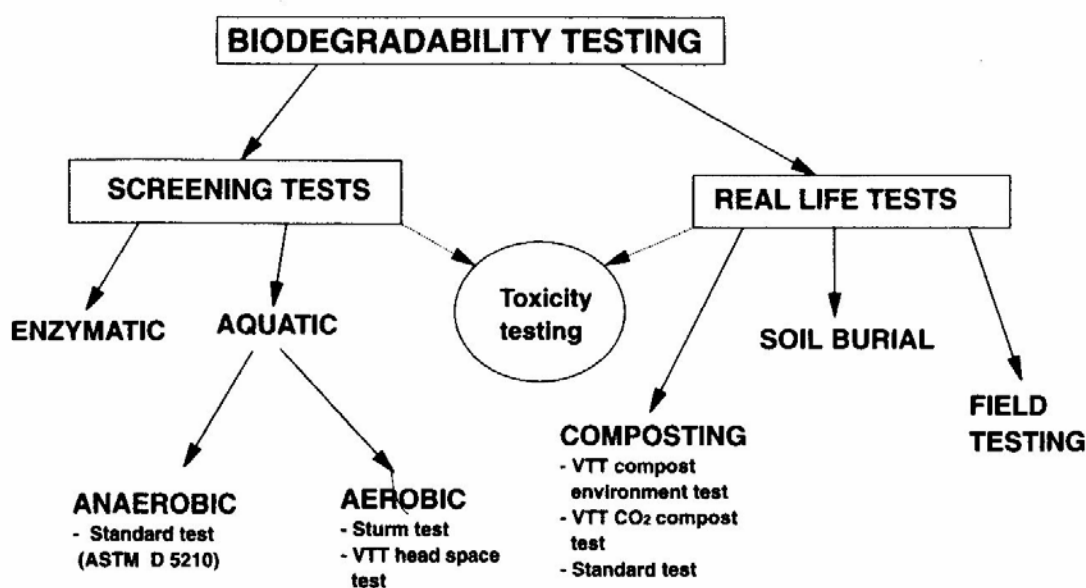 BIODEGRADABILITY TESTING
SCREENING TESTS
REAL LIFE TESTS
Toxicity
testing
ENZYMATIC
AQUATIC
SOIL BURIAL
FIELD
TESTING
COMPOSTING
- VTT compost
environment test
- VTT CO₂ compost
test
- Standard test
ANAEROBIC
- Standard test
(ASTM D 5210)
AEROBIC
- Sturm test
- VTT head space
test